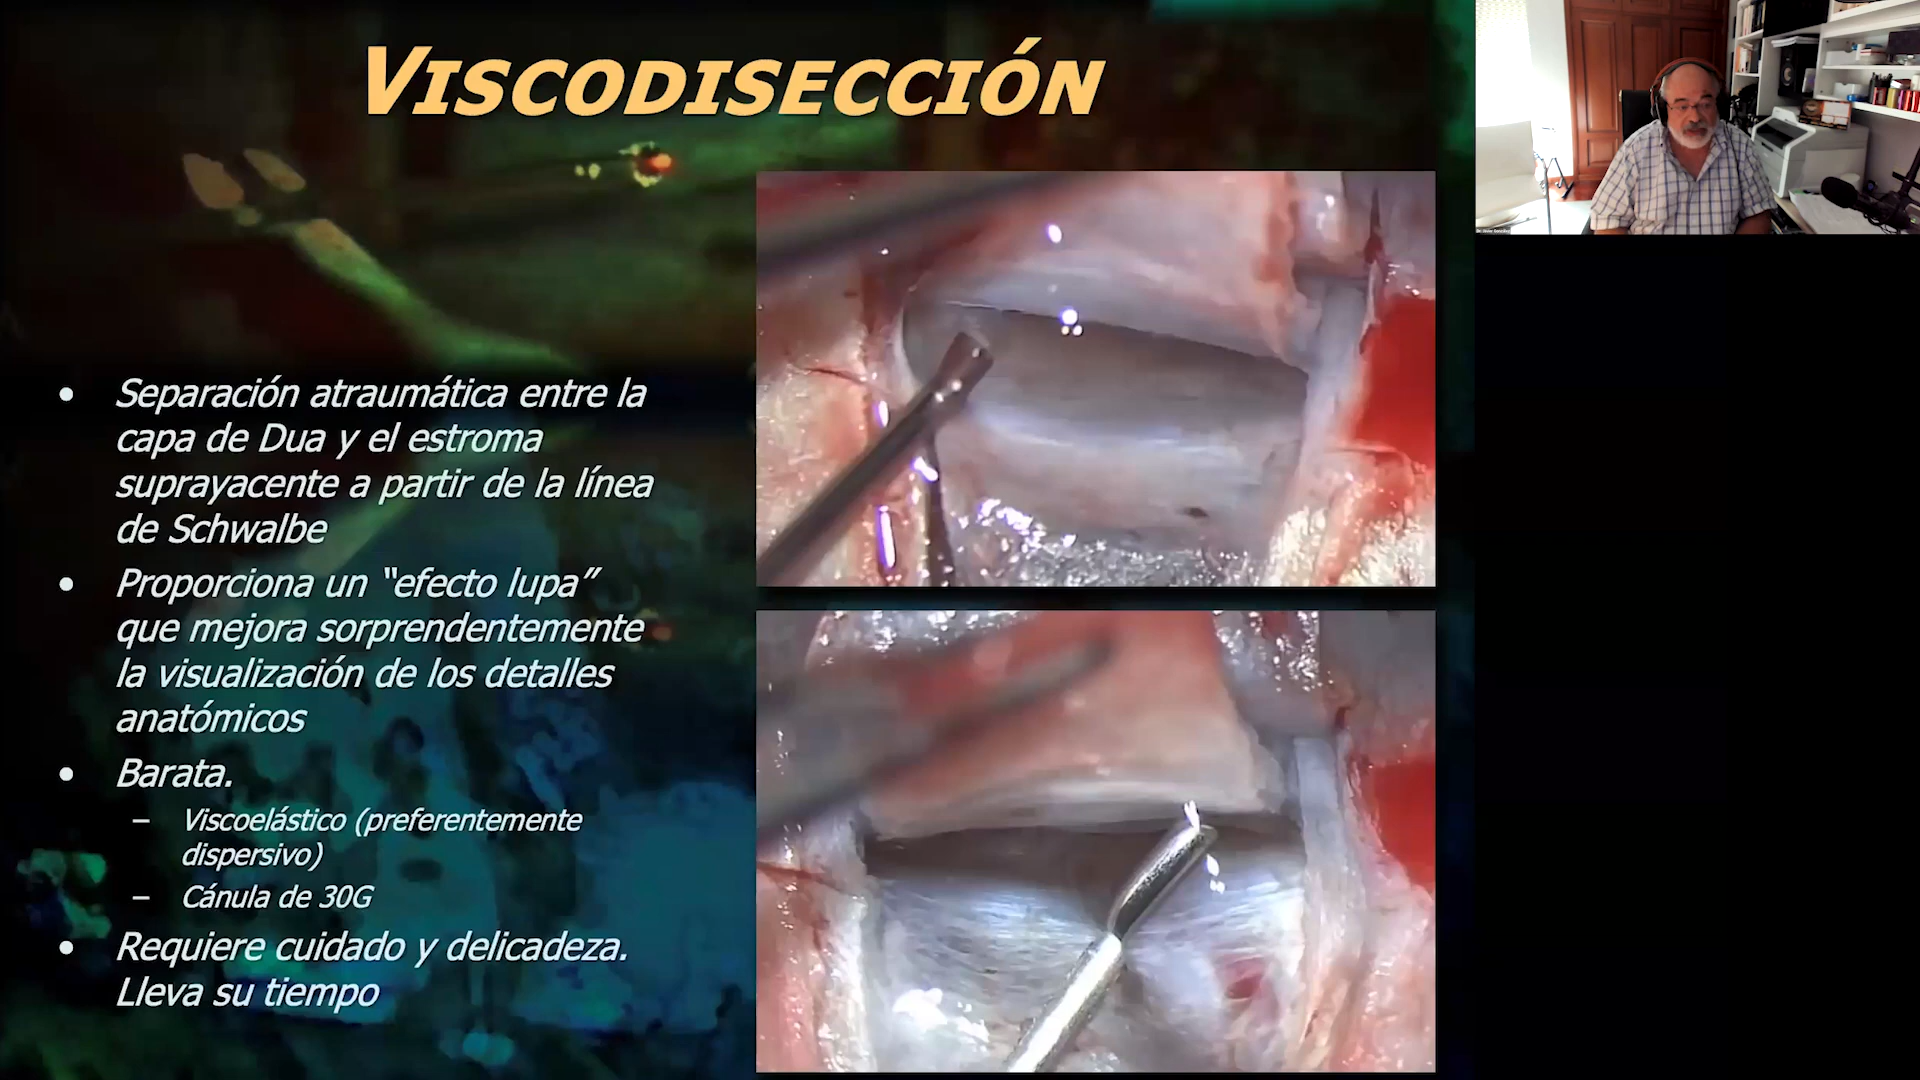 VISCODISECCIÓN
• Separación atraumática entre la
capa de Dua y el estroma
suprayacente a partir de la línea
de Schwalbe
• Proporciona un “efecto lupa”
que mejora sorprendentemente
la visualización de los detalles
anatómicos
• Barata.
– Viscoelástico (preferentemente
dispersivo)
– Cánula de 30G
• Requiere cuidado y delicadeza.
Lleva su tiempo